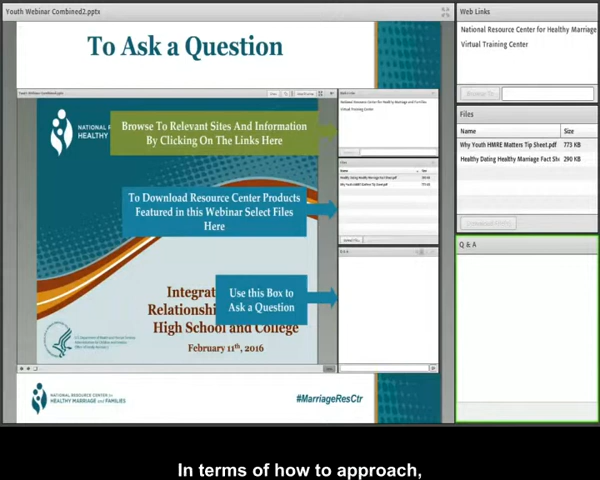 Youth Webinar Combined2.pptx
To Ask a Question
Browse To Relevant Sites And Information
By Clicking On The Links Here
To Download Resource Center Products
Featured in this Webinar Select Files
Here
Use this Box to
Ask a Question
NATIONAL R
HEALTHY
Integrat
Relationshi
High School and College
February 11th, 2016
NATIONAL RESOURCE CENTER for
HEALTHY MARRIAGE and FAMILIES
#MarriageResCtr
Web Links
National Resource Center for Healthy Marriage
Virtual Training Center
Browse To
Files
Name
Size
Why Youth HMRE Matters Tip Sheet.pdf
773 KB
Healthy Dating Healthy Marriage Fact She
290 KB
Q & A
In terms of how to approach,